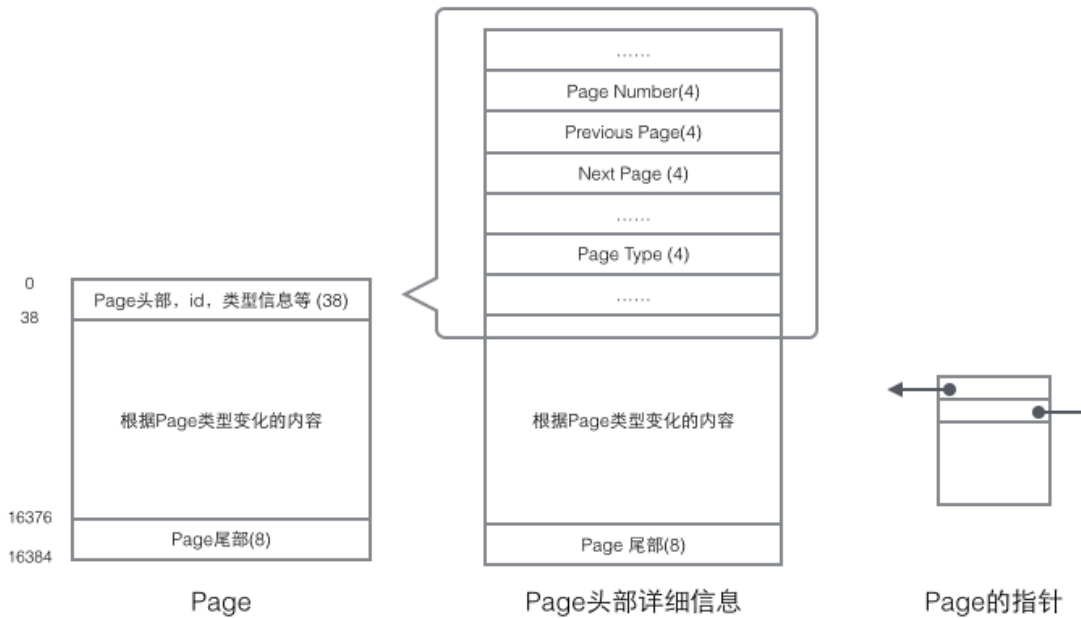 0
Page头部，id，类型信息等 (38)
38
根据Page类型变化的内容
16376
Page尾部(8)
16384
Page
……
Page Number(4)
Previous Page(4)
Next Page (4)
……
Page Type (4)
……
根据Page类型变化的内容
Page 尾部(8)
Page头部详细信息
Page的指针